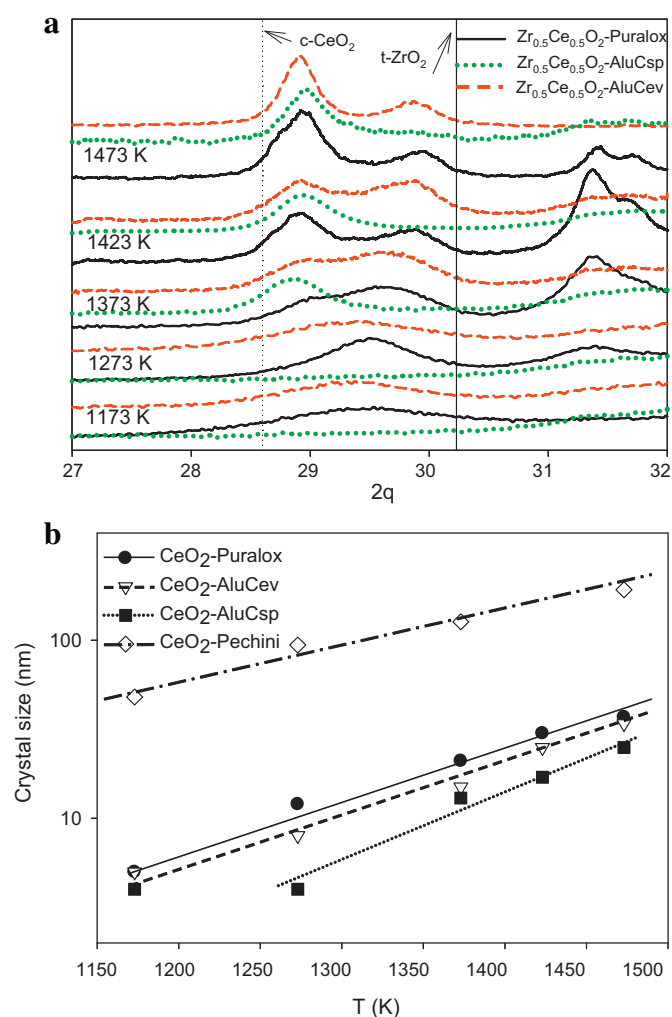 a
c-CeO₂
t-ZrO₂
Zr₀.₅Ce₀.₅O₂-Puralox
Zr₀.₅Ce₀.₅O₂-AluCsp
Zr₀.₅Ce₀.₅O₂-AluCev
1473 K
1423 K
1373 K
1273 K
1173 K
27 28 29 30 31 32
2q
b
CeO₂-Puralox
CeO₂-AluCev
CeO₂-AluCsp
CeO₂-Pechini
100
10
Crystal size (nm)
1150 1200 1250 1300 1350 1400 1450 1500
T (K)